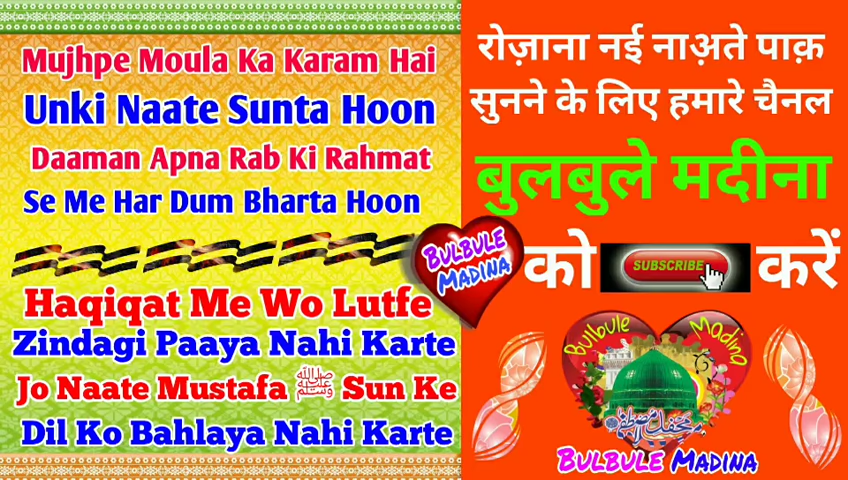 Mujhpe Moula Ka Karam Hai
Unki Naate Sunta Hoon
Daaman Apna Rab Ki Rahmat
Se Me Har Dum Bharta Hoon
Haqiqat Me Wo Lutfe
Zindagi Paaya Nahi Karte
Jo Naate Mustafa ﷺ Sun Ke
Dil Ko Bahlaya Nahi Karte
BULBULE
MADINA
रोज़ाना नई नाअ़ते पाक़
सुनने के लिए हमारे चैनल
बुलबुले मदीना
को SUBSCRIBE करें
Bulbule Madina
BULBULE MADINA